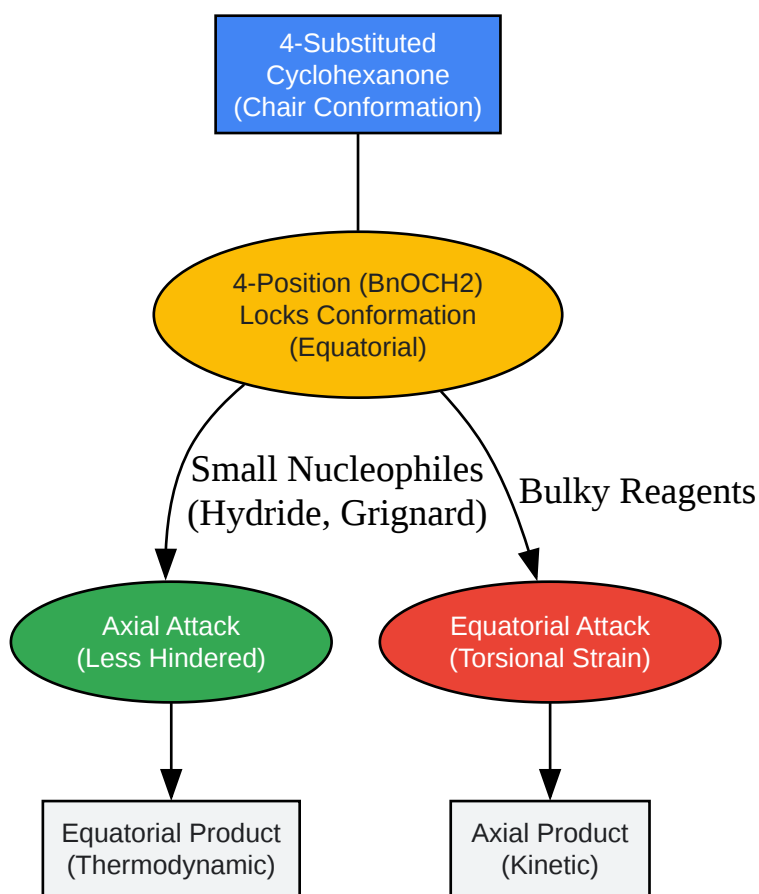 4-Substituted
Cyclohexanone
(Chair Conformation)
4-Position (BnOCH2)
Locks Conformation
(Equatorial)
Small Nucleophiles
(Hydride, Grignard)
Bulky Reagents
Axial Attack
(Less Hindered)
Equatorial Attack
(Torsional Strain)
Equatorial Product
(Thermodynamic)
Axial Product
(Kinetic)